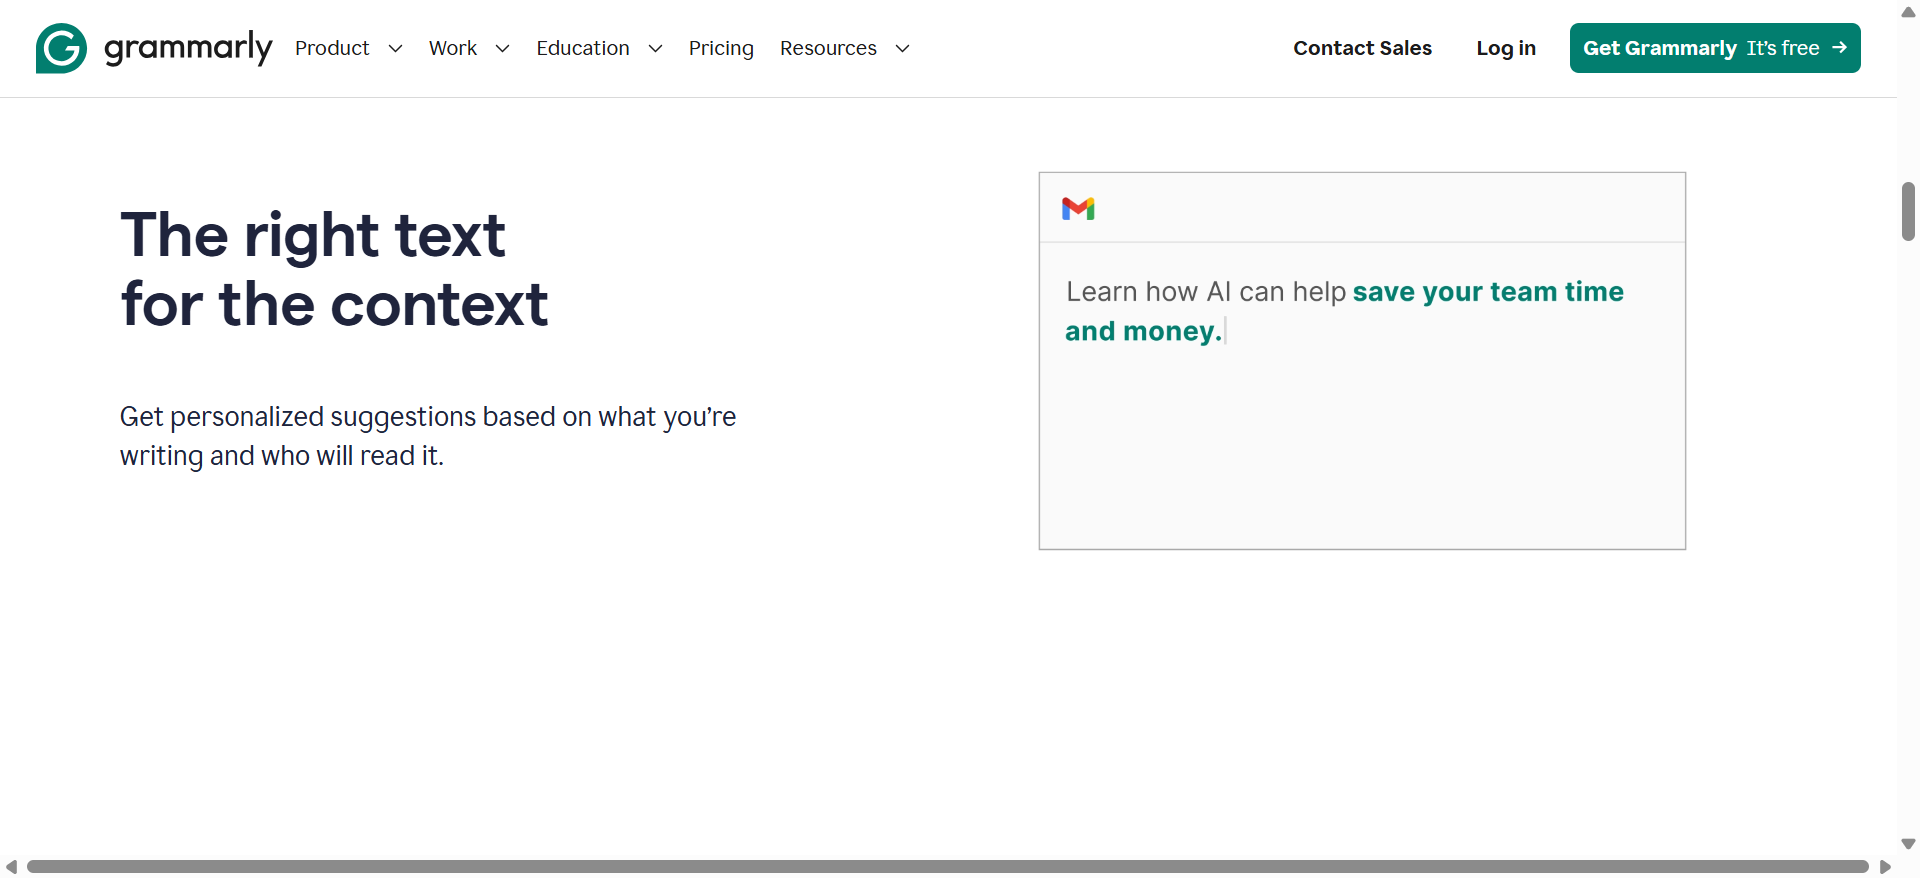 grammarly Product Work Education Pricing Resources Contact Sales Log in Get Grammarly It’s free →
The right text
for the context
Get personalized suggestions based on what you’re
writing and who will read it.
Learn how AI can help save your team time
and money.